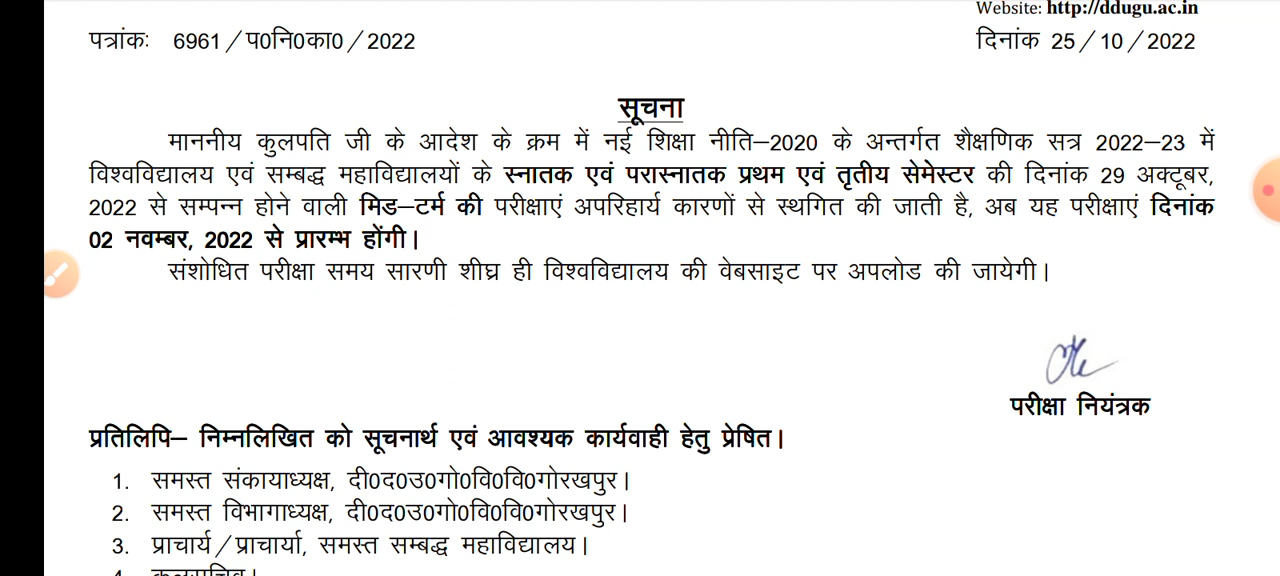 Website: http://ddugu.ac.in
पत्रांकः 6961/प0नि0का0/2022 दिनांक 25/10/2022
सूचना
माननीय कुलपति जी के आदेश के क्रम में नई शिक्षा नीति–2020 के अन्तर्गत शैक्षणिक सत्र 2022–23 में
विश्वविद्यालय एवं सम्बद्ध महाविद्यालयों के स्नातक एवं परास्नातक प्रथम एवं तृतीय सेमेस्टर की दिनांक 29 अक्टूबर,
2022 से सम्पन्न होने वाली मिड–टर्म की परीक्षाएं अपरिहार्य कारणों से स्थगित की जाती है, अब यह परीक्षाएं दिनांक
02 नवम्बर, 2022 से प्रारम्भ होंगी।
संशोधित परीक्षा समय सारणी शीघ्र ही विश्वविद्यालय की वेबसाइट पर अपलोड की जायेगी।
परीक्षा नियंत्रक
प्रतिलिपि– निम्नलिखित को सूचनार्थ एवं आवश्यक कार्यवाही हेतु प्रेषित।
1. समस्त संकायाध्यक्ष, दी0द0उ0गो0वि0वि0गोरखपुर।
2. समस्त विभागाध्यक्ष, दी0द0उ0गो0वि0वि0गोरखपुर।
3. प्राचार्य/प्राचार्या, समस्त सम्बद्ध महाविद्यालय।
4. कुलसचिव।